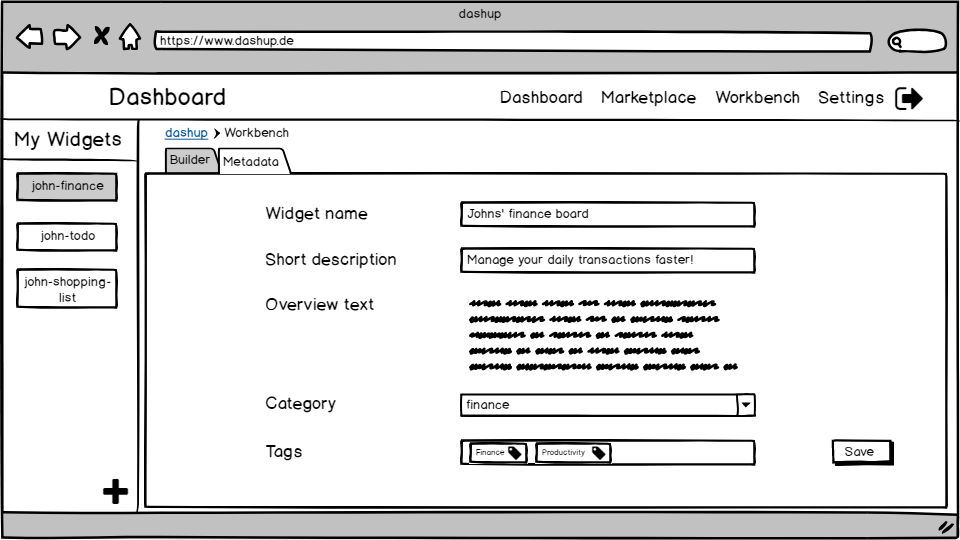 dashup
https://www.dashup.de
Dashboard
Dashboard Marketplace Workbench Settings
My Widgets
john-finance
john-todo
john-shopping-
list
dashup Workbench
Builder Metadata
Widget name
Johns' finance board
Short description
Manage your daily transactions faster!
Overview text
Category
finance
Tags
Finance Productivity
Save